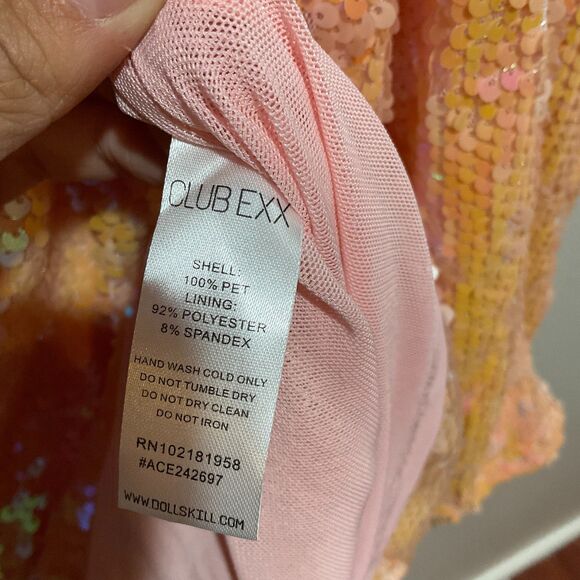 CLUB EXX
SHELL:
100% PET
LINING:
92% POLYESTER
8% SPANDEX
HAND WASH COLD ONLY
DO NOT TUMBLE DRY
DO NOT DRY CLEAN
DO NOT IRON
RN102181958
#ACE242697
WWW.DOLLSKILL.COM